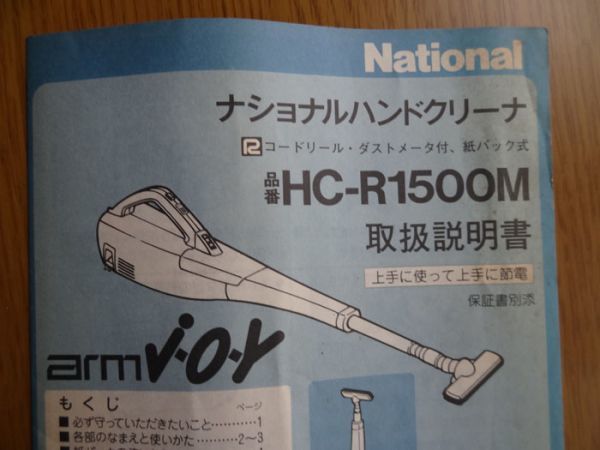 National
ナショナルハンドクリーナ
R コードリール・ダストメータ付、紙パック式
品番 HC-R1500M
取扱説明書
上手に使って上手に節電
保証書別添
arm V・O・Y
もくじ ページ
■ 必ず守っていただきたいこと‥‥‥‥1
■ 各部のなまえと使いかた‥‥‥‥2~3